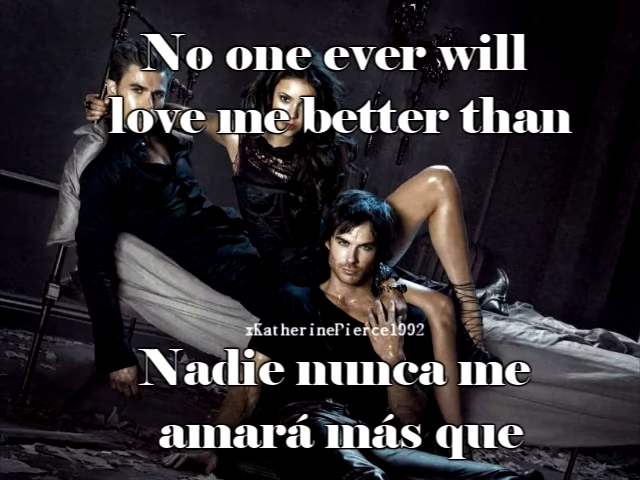 No one ever will
love me better than
xKatherinePierce1992
Nadie nunca me
amará más que